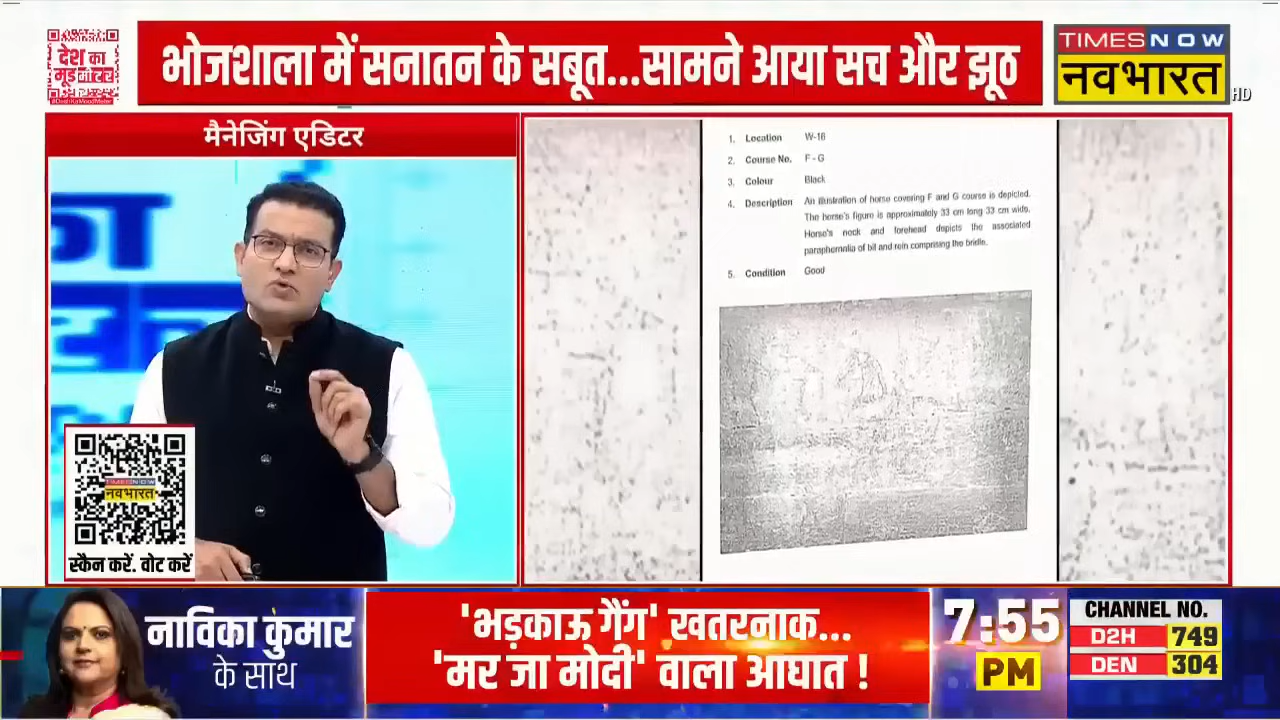 देश का
मूड मीटर
#DeshKaMoodMeter
भोजशाला में सनातन के सबूत...सामने आया सच और झूठ
TIMES NOW
नवभारत
HD
मैनेजिंग एडिटर
1. Location W-16
2. Course No. F - G
3. Colour Black
4. Description An illustration of horse covering F and G course is depicted.
The horse's figure is approximately 33 cm long 33 cm wide.
Horse's neck and forehead depicts the associated
paraphernalia of bit and rein comprising the bridle.
5. Condition Good
TIMES NOW
नवभारत
स्कैन करें. वोट करें
नाविका कुमार
के साथ
'भड़काऊ गैंग' खतरनाक...
'मर जा मोदी' वाला आघात !
7:55
PM
CHANNEL NO.
D2H 749
DEN 304